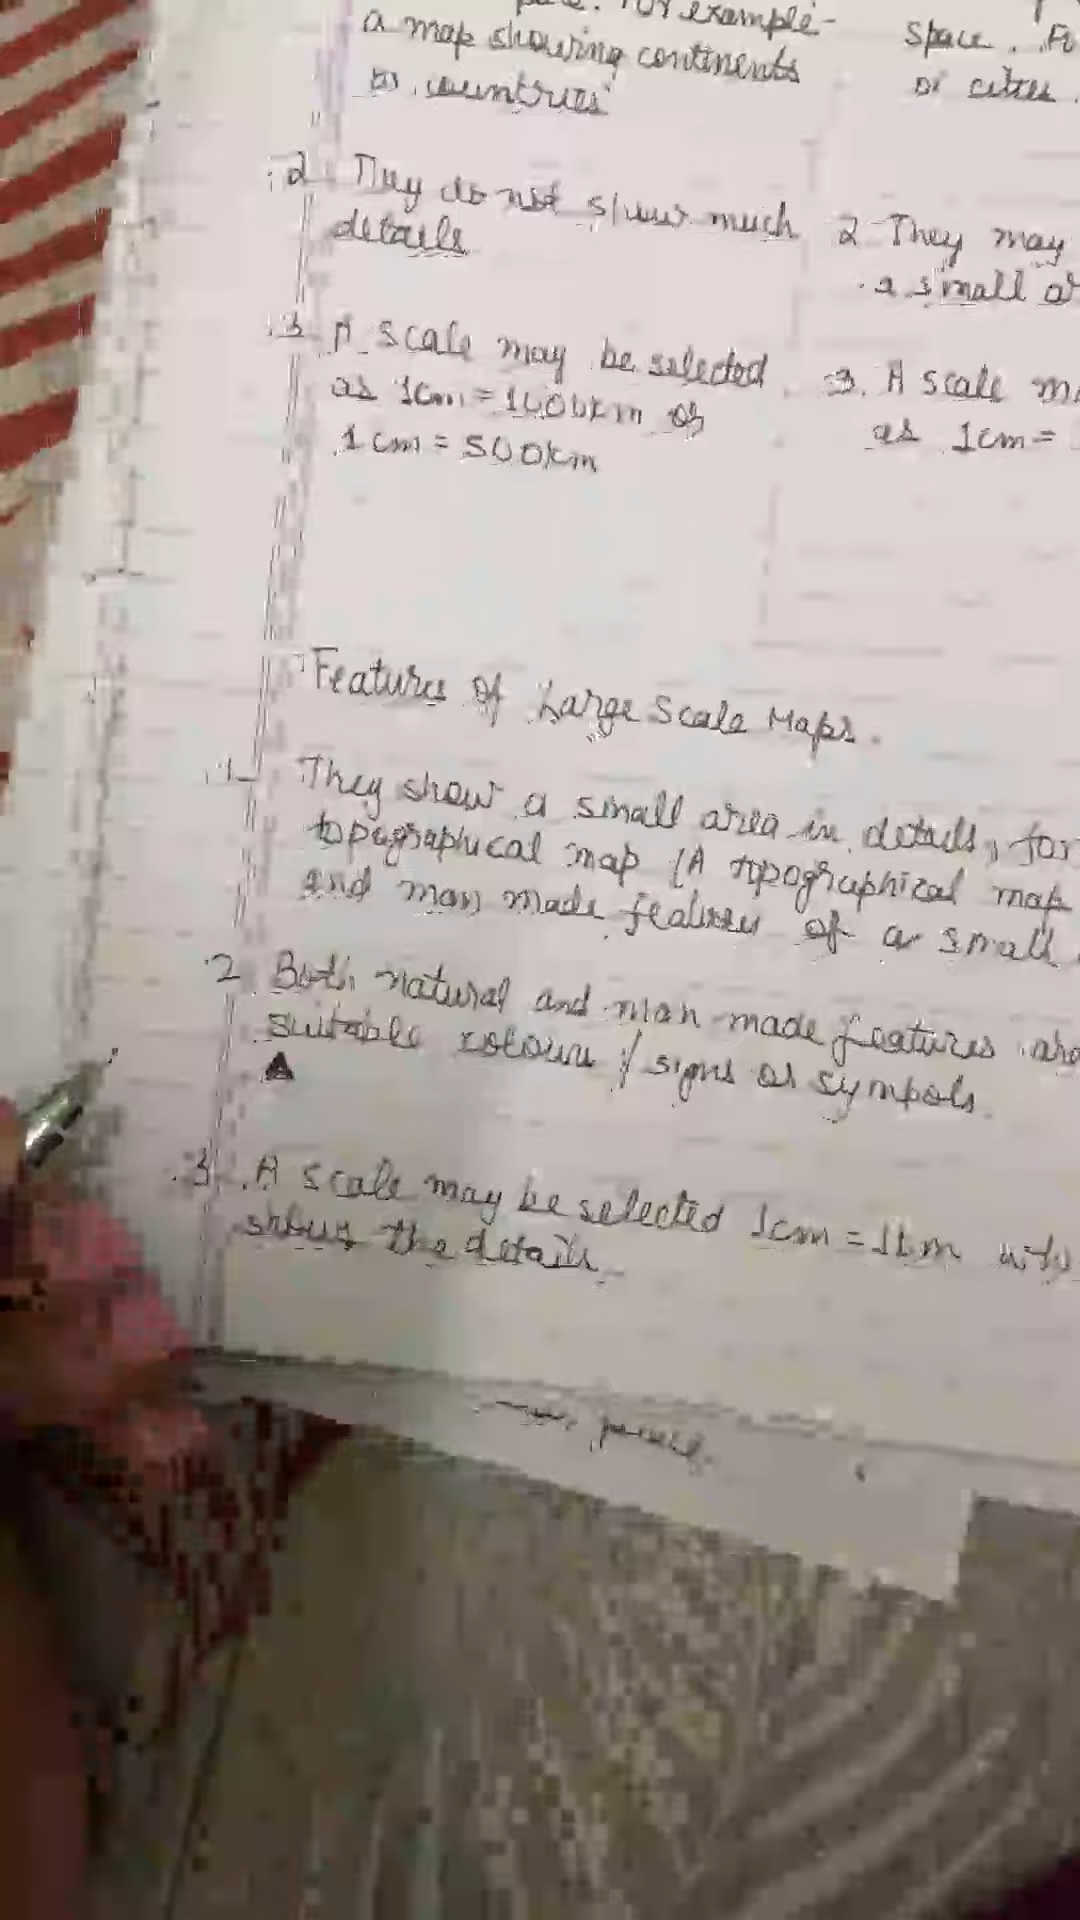 For example-
a map showing continents
or countries
space.
or cities.
2 They do not show much
details
2 They may
a small
3 A scale may be selected
as 1cm = 1000km or
1 cm = 500km
3. A scale
as 1cm =
Features of Large Scale Maps.
1 They show a small area in details, for
topographical map (A topographical map
and man made features of a small
2 Both natural and man made features are
suitable colours / signs or symbols.
3. A scale may be selected 1cm =
the details